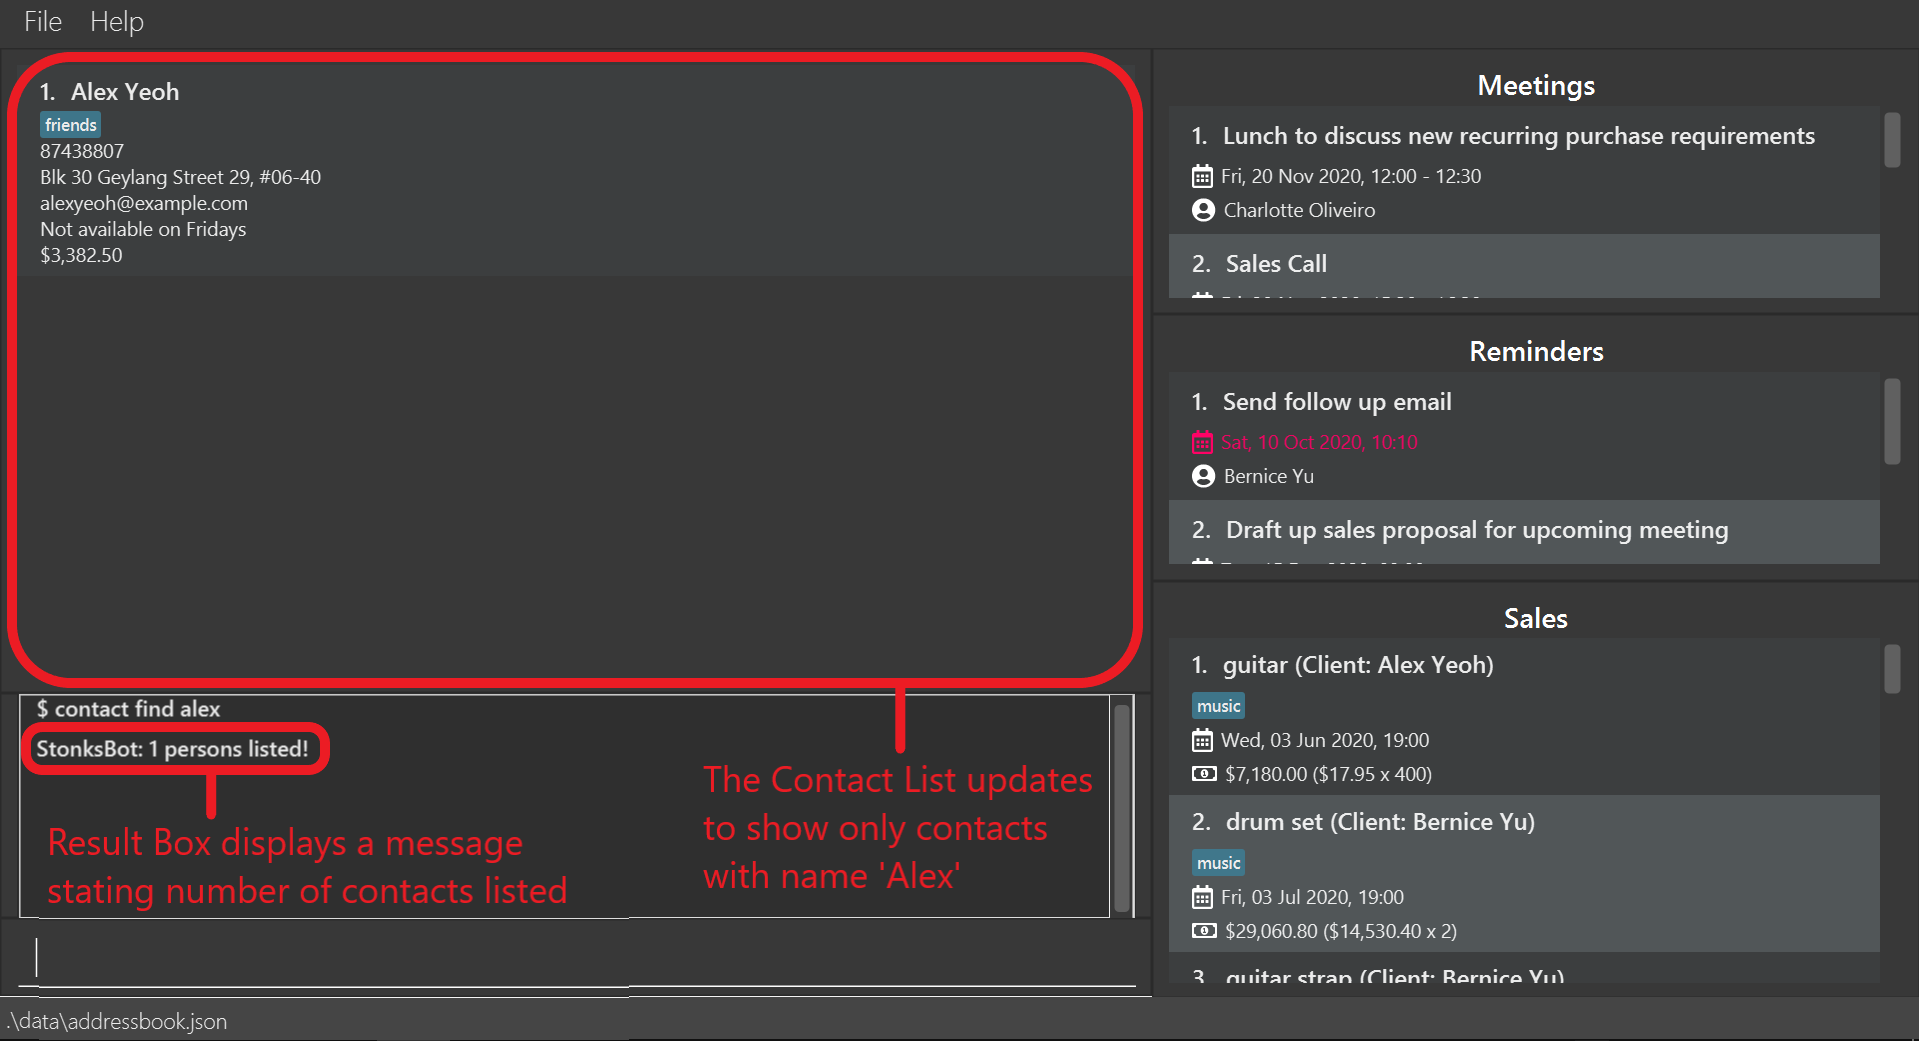 File Help
1. Alex Yeoh
friends
87438807
Blk 30 Geylang Street 29, #06-40
alexyeoh@example.com
Not available on Fridays
$3,382.50
$ contact find alex
StonksBot: 1 persons listed!
Result Box displays a message
stating number of contacts listed
The Contact List updates
to show only contacts
with name 'Alex'
Meetings
1. Lunch to discuss new recurring purchase requirements
Fri, 20 Nov 2020, 12:00 - 12:30
Charlotte Oliveiro
2. Sales Call
Reminders
1. Send follow up email
Sat, 10 Oct 2020, 10:10
Bernice Yu
2. Draft up sales proposal for upcoming meeting
Sales
1. guitar (Client: Alex Yeoh)
music
Wed, 03 Jun 2020, 19:00
$7,180.00 ($17.95 x 400)
2. drum set (Client: Bernice Yu)
music
Fri, 03 Jul 2020, 19:00
$29,060.80 ($14,530.40 x 2)
3. guitar strap (Client: Bernice Yu)
.\data\addressbook.json